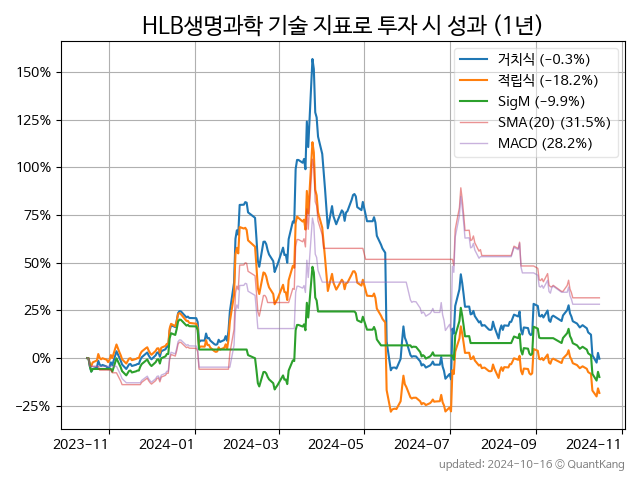 HLB생명과학 기술 지표로 투자 시 성과 (1년)
거치식 (-0.3%)
적립식 (-18.2%)
SigM (-9.9%)
SMA(20) (31.5%)
MACD (28.2%)
150%
125%
100%
75%
50%
25%
0%
-25%
2023-11 2024-01 2024-03 2024-05 2024-07 2024-09 2024-11
updated: 2024-10-16 © QuantKang